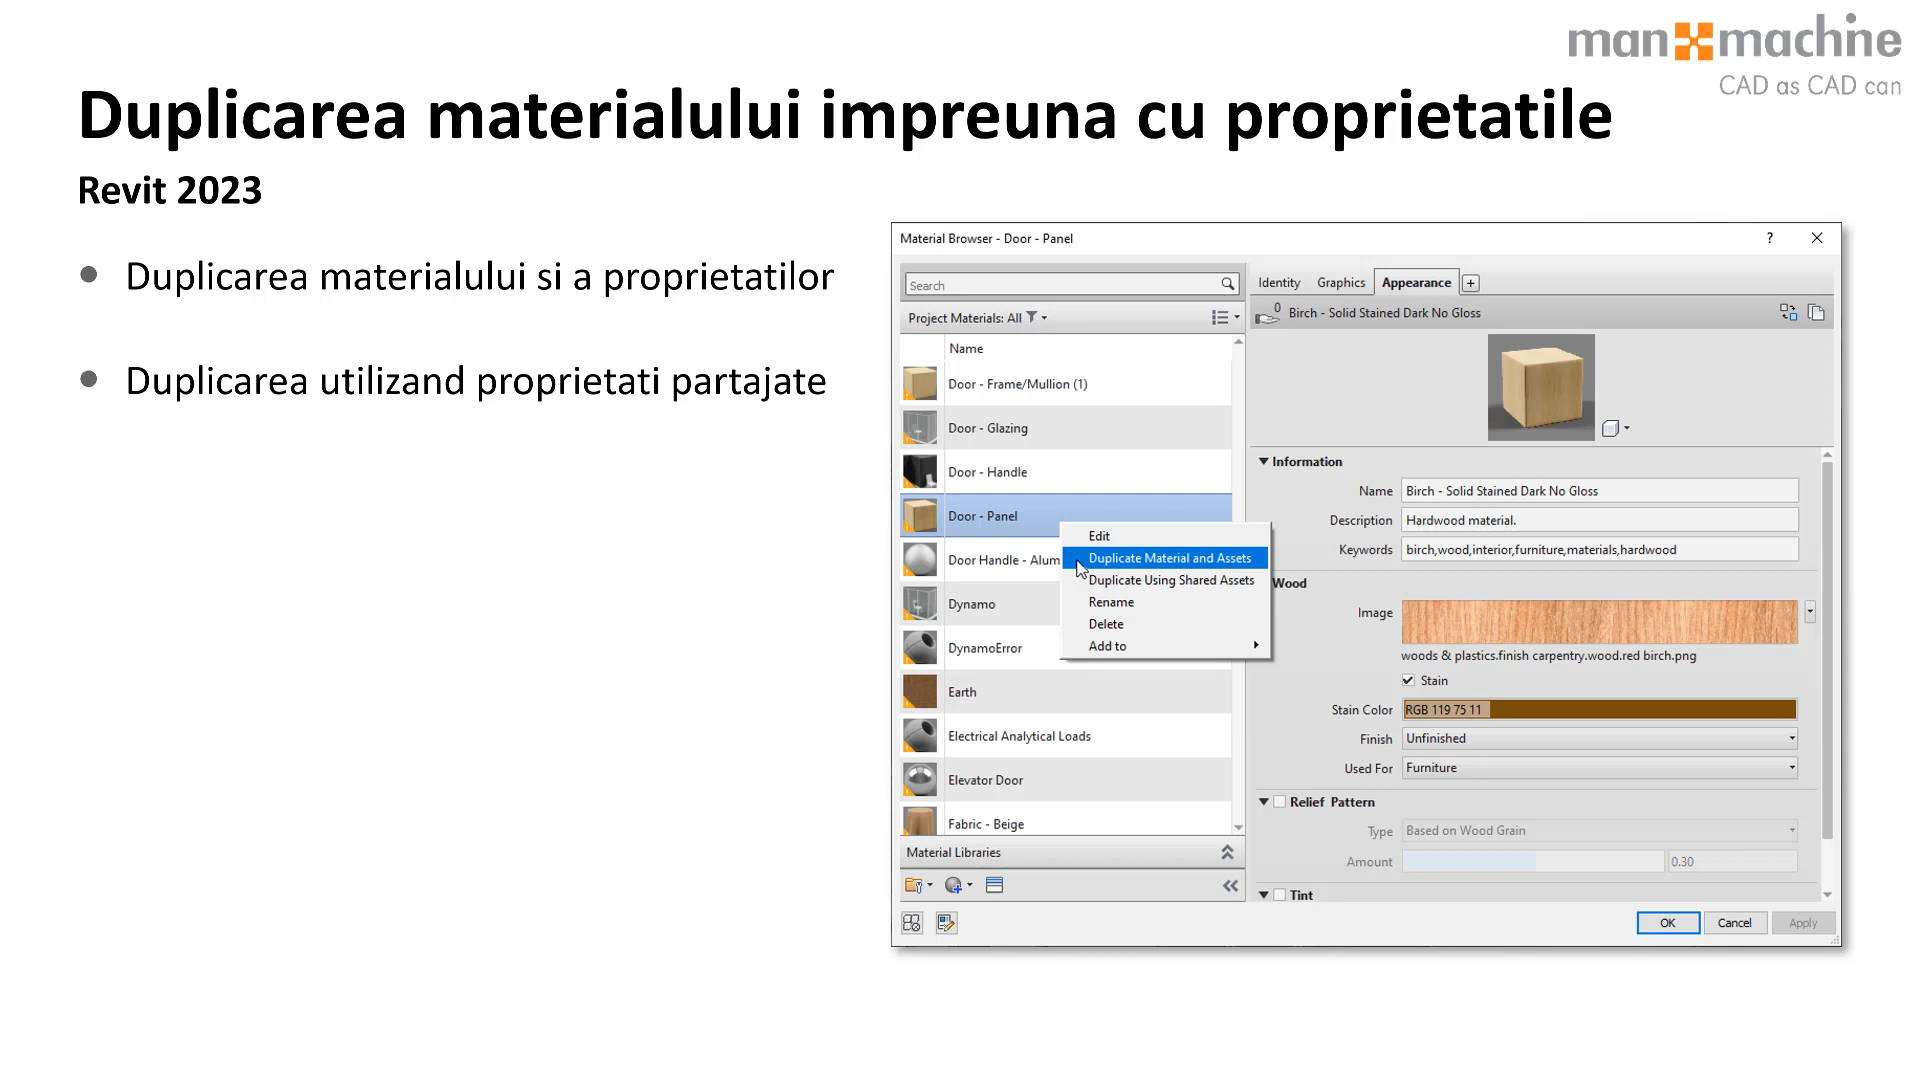 man machine
CAD as CAD can
Duplicarea materialului impreuna cu proprietatile
Revit 2023
Duplicarea materialului si a proprietatilor
Duplicarea utilizand proprietati partajate
Material Browser - Door - Panel
?
Search
Project Materials: All
Name
Door - Frame/Mullion (1)
Door - Glazing
Door - Handle
Door - Panel
Door Handle - Alum
Dynamo
DynamoError
Earth
Electrical Analytical Loads
Elevator Door
Fabric - Beige
Material Libraries
Edit
Duplicate Material and Assets
Duplicate Using Shared Assets
Rename
Delete
Add to
Identity Graphics Appearance +
0 Birch - Solid Stained Dark No Gloss
Information
Name Birch - Solid Stained Dark No Gloss
Description Hardwood material.
Keywords birch,wood,interior,furniture,materials,hardwood
Wood
Image
woods & plastics.finish carpentry.wood.red birch.png
Stain
Stain Color RGB 119 75 11
Finish Unfinished
Used For Furniture
Relief Pattern
Type Based on Wood Grain
Amount 0.30
Tint
OK Cancel Apply